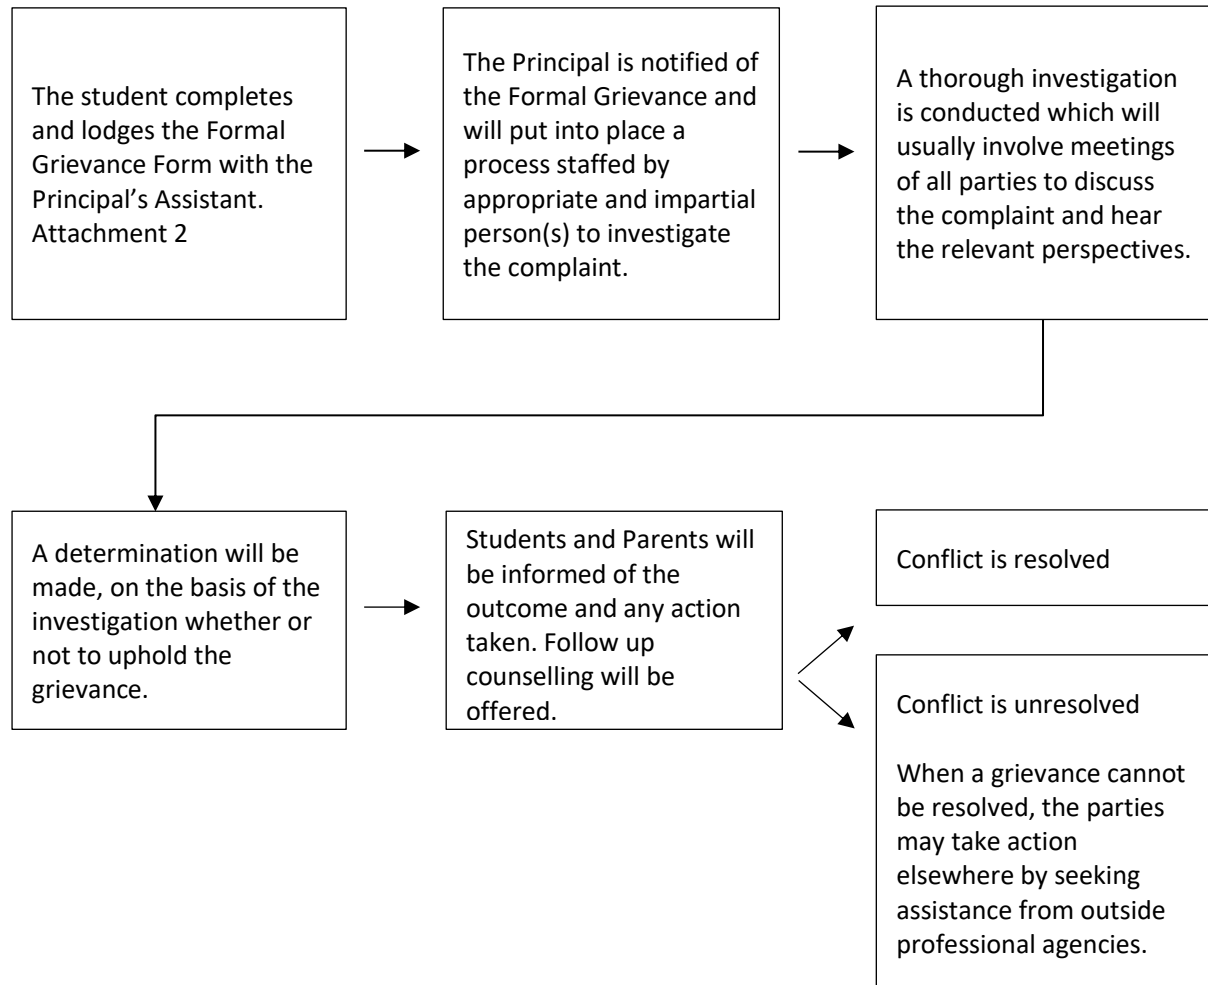 The student completes
and lodges the Formal
Grievance Form with the
Principal’s Assistant.
Attachment 2
The Principal is notified of
the Formal Grievance and
will put into place a
process staffed by
appropriate and impartial
person(s) to investigate
the complaint.
A thorough investigation
is conducted which will
usually involve meetings
of all parties to discuss
the complaint and hear
the relevant perspectives.
A determination will be
made, on the basis of the
investigation whether or
not to uphold the
grievance.
Students and Parents will
be informed of the
outcome and any action
taken. Follow up
counselling will be
offered.
Conflict is resolved
Conflict is unresolved
When a grievance cannot
be resolved, the parties
may take action
elsewhere by seeking
assistance from outside
professional agencies.